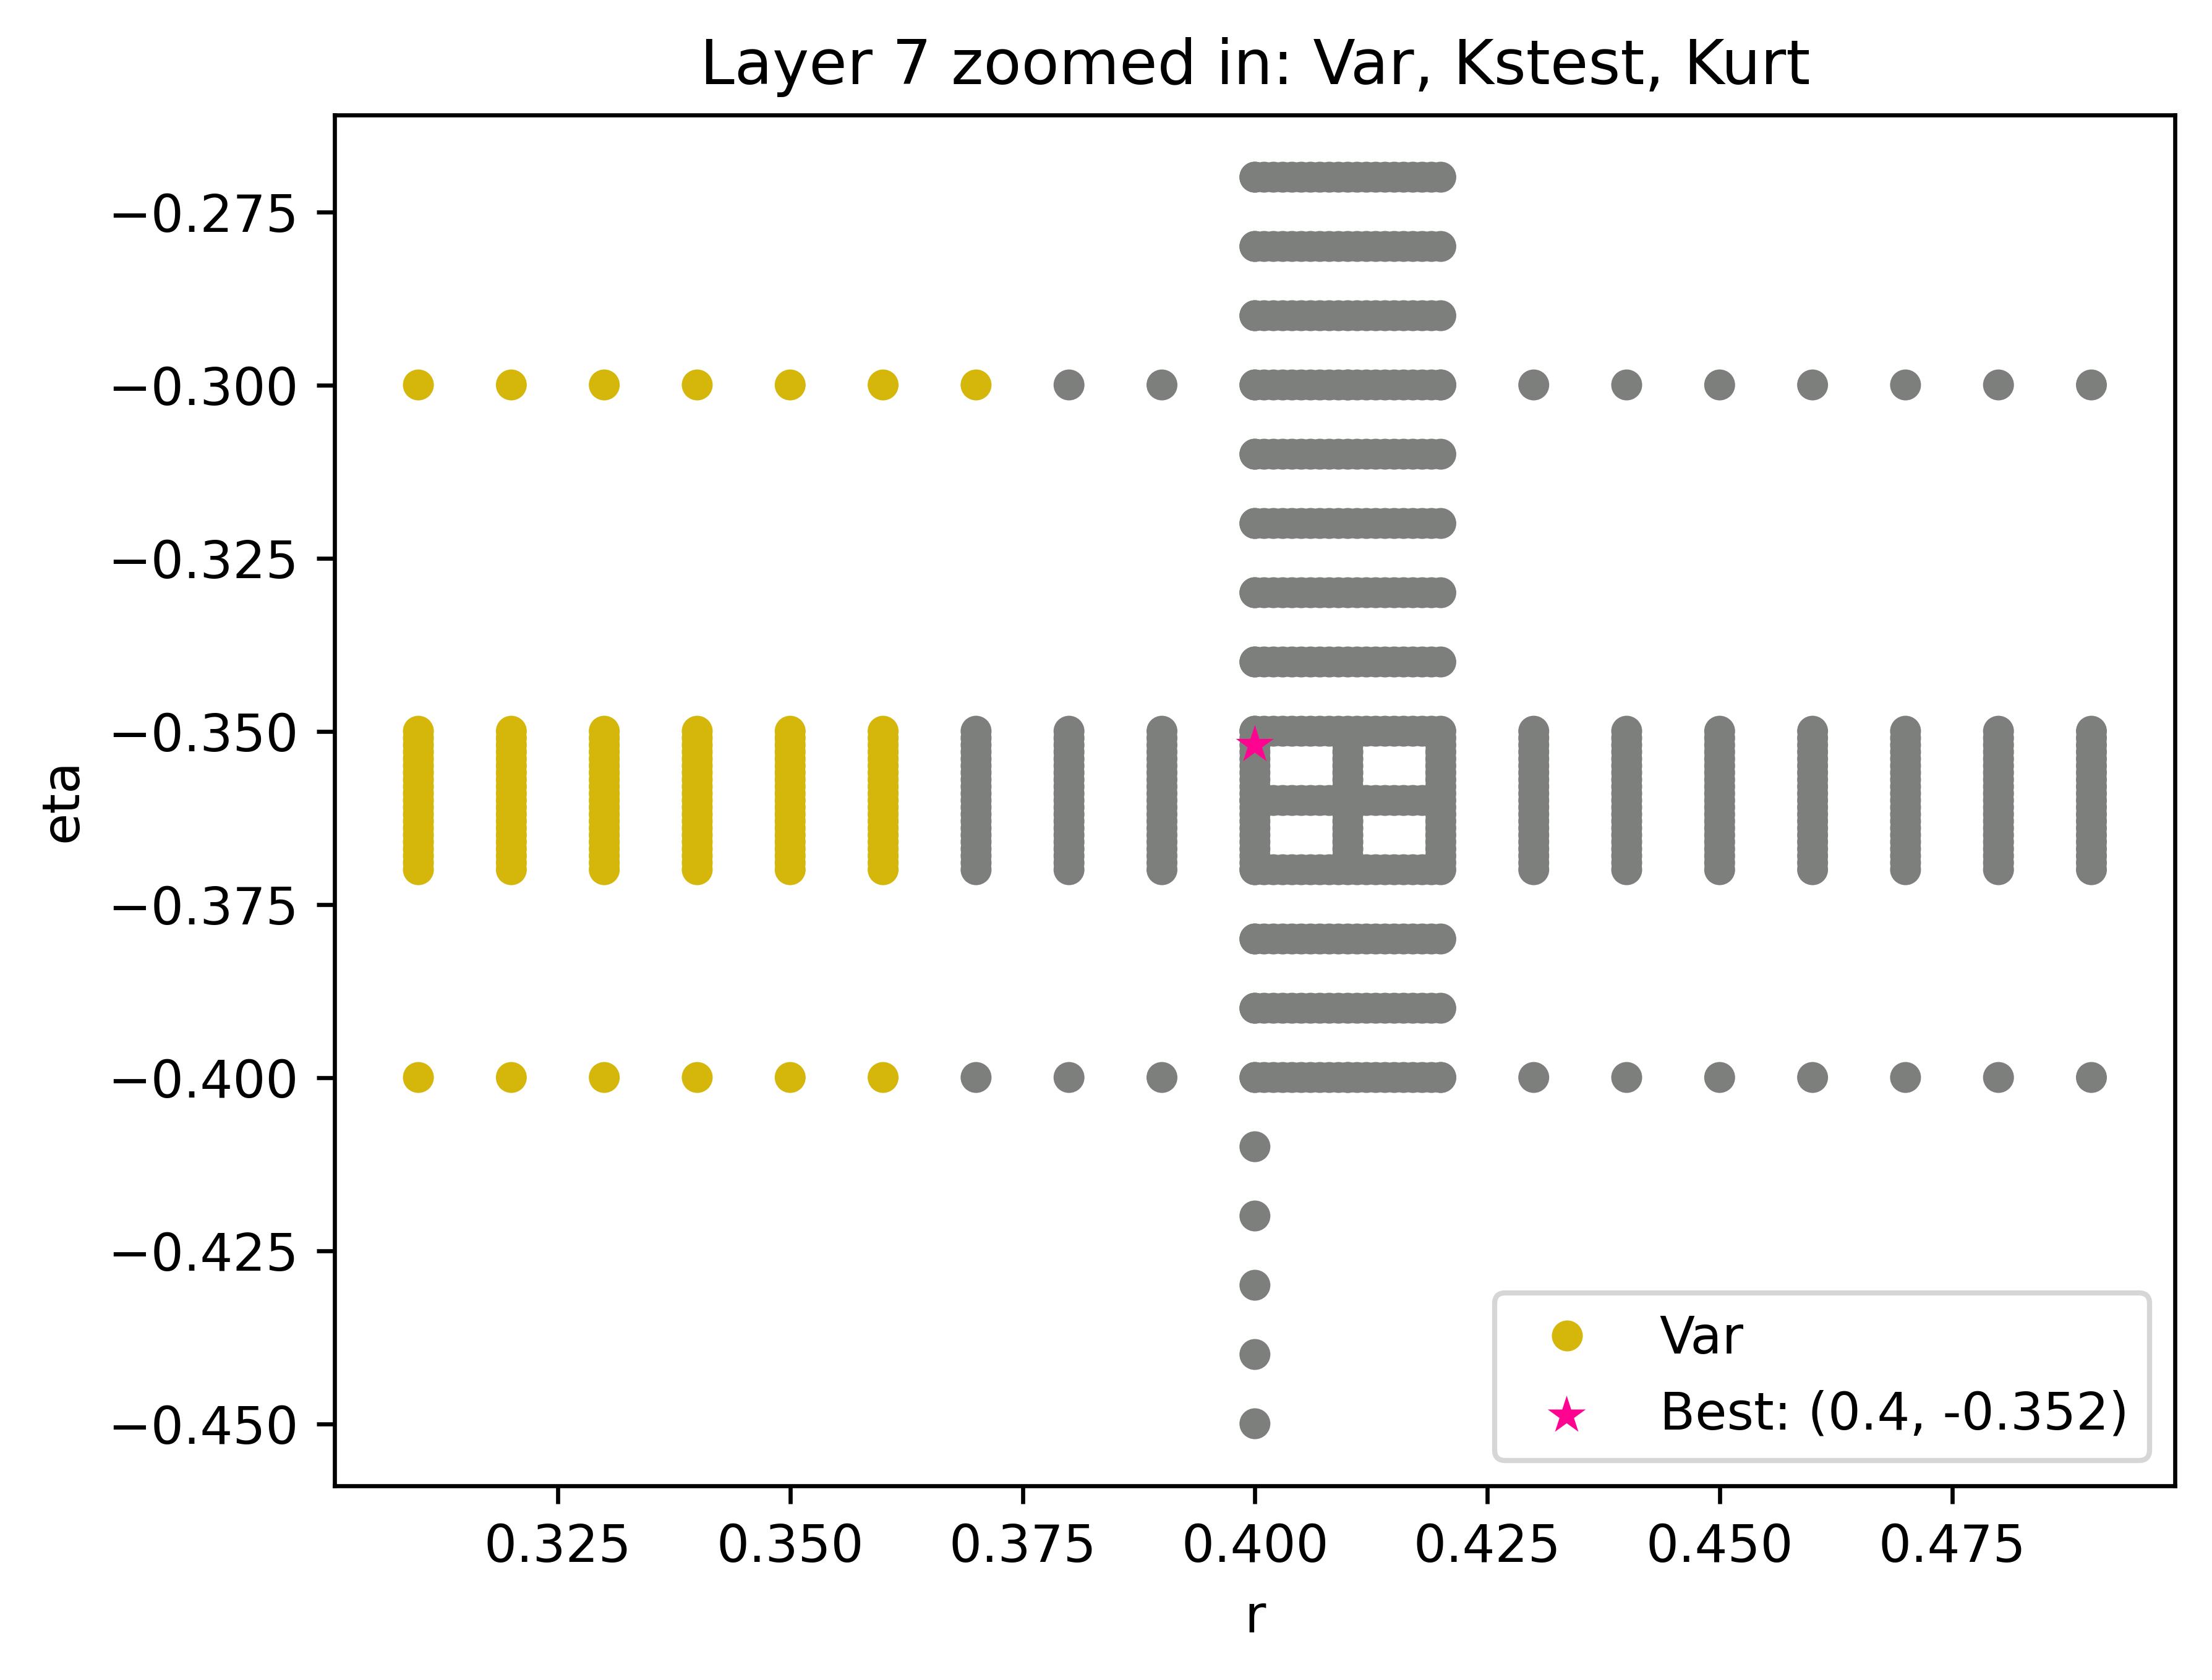 Layer 7 zoomed in: Var, Kstest, Kurt
eta
−0.275
−0.300
−0.325
−0.350
−0.375
−0.400
−0.425
−0.450
Var
Best: (0.4, -0.352)
0.325 0.350 0.375 0.400 0.425 0.450 0.475
r